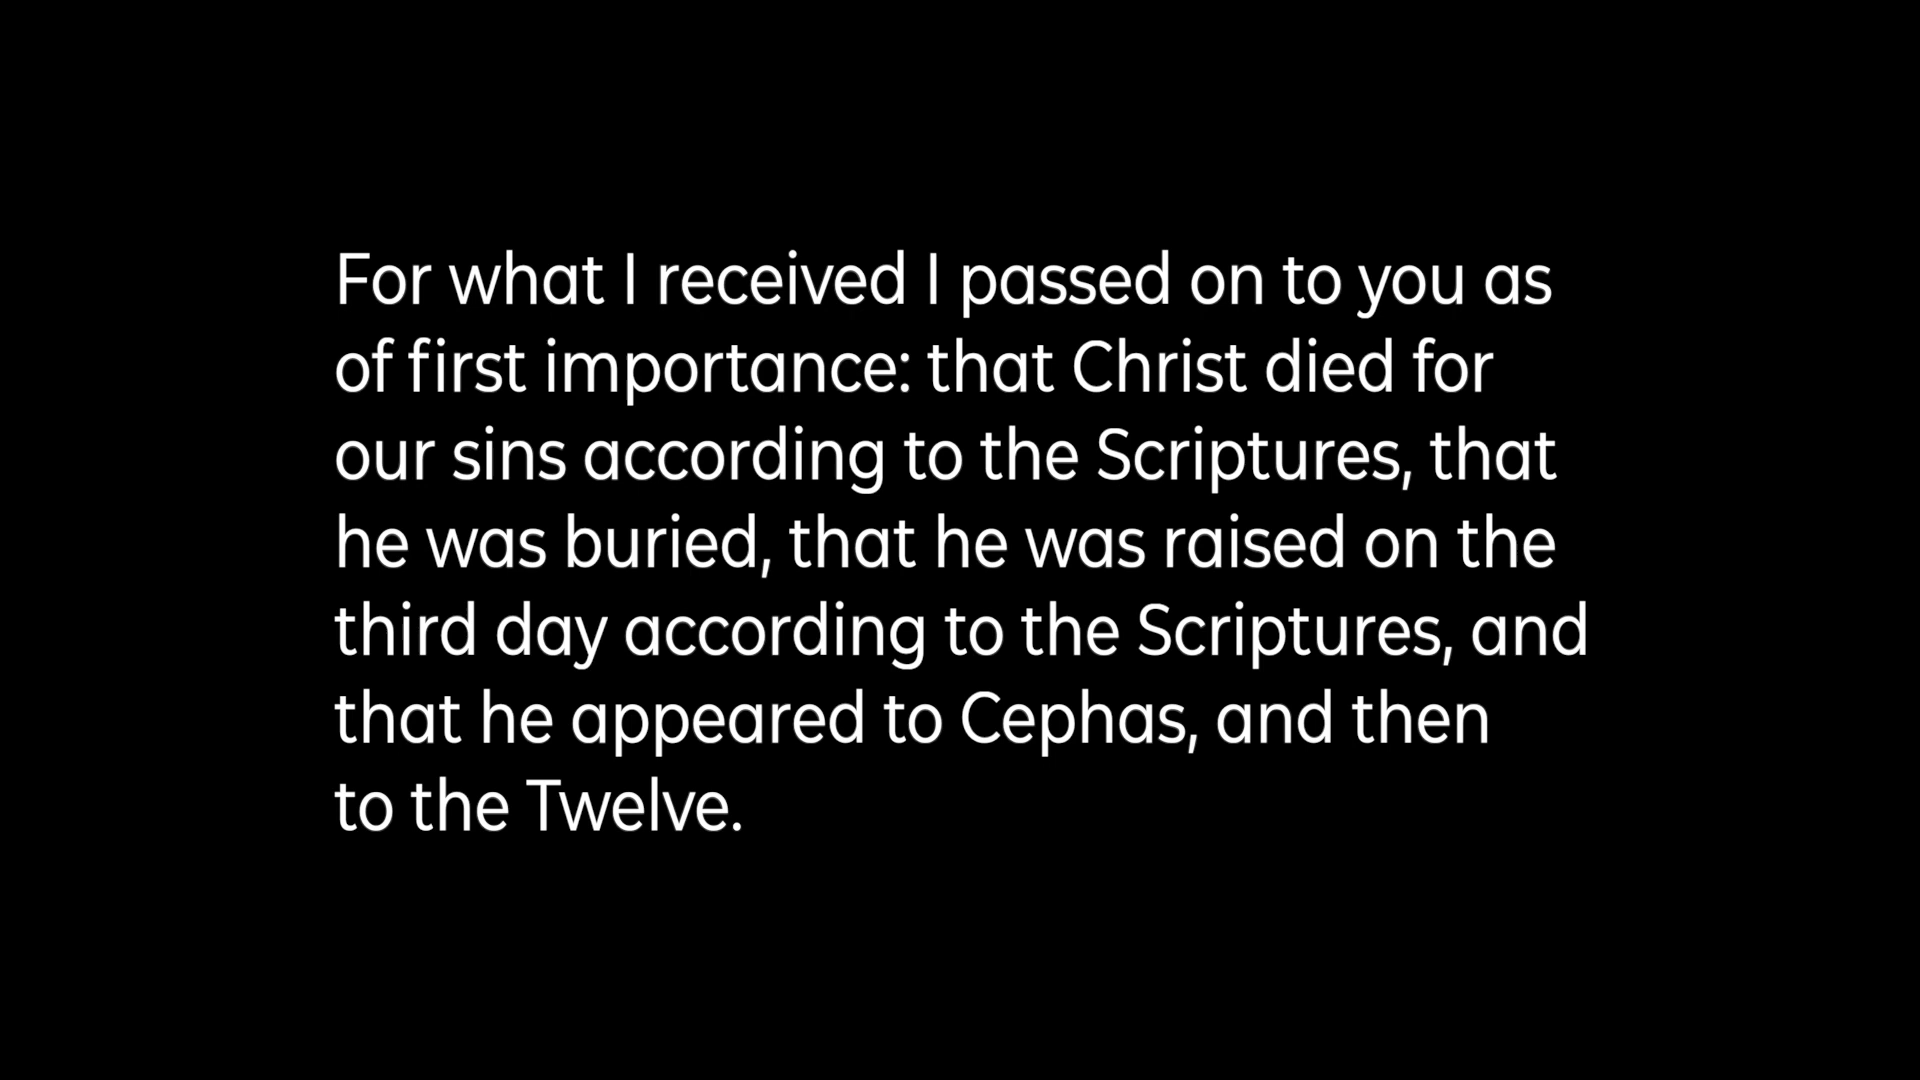 For what I received I passed on to you as
of first importance: that Christ died for
our sins according to the Scriptures, that
he was buried, that he was raised on the
third day according to the Scriptures, and
that he appeared to Cephas, and then
to the Twelve.